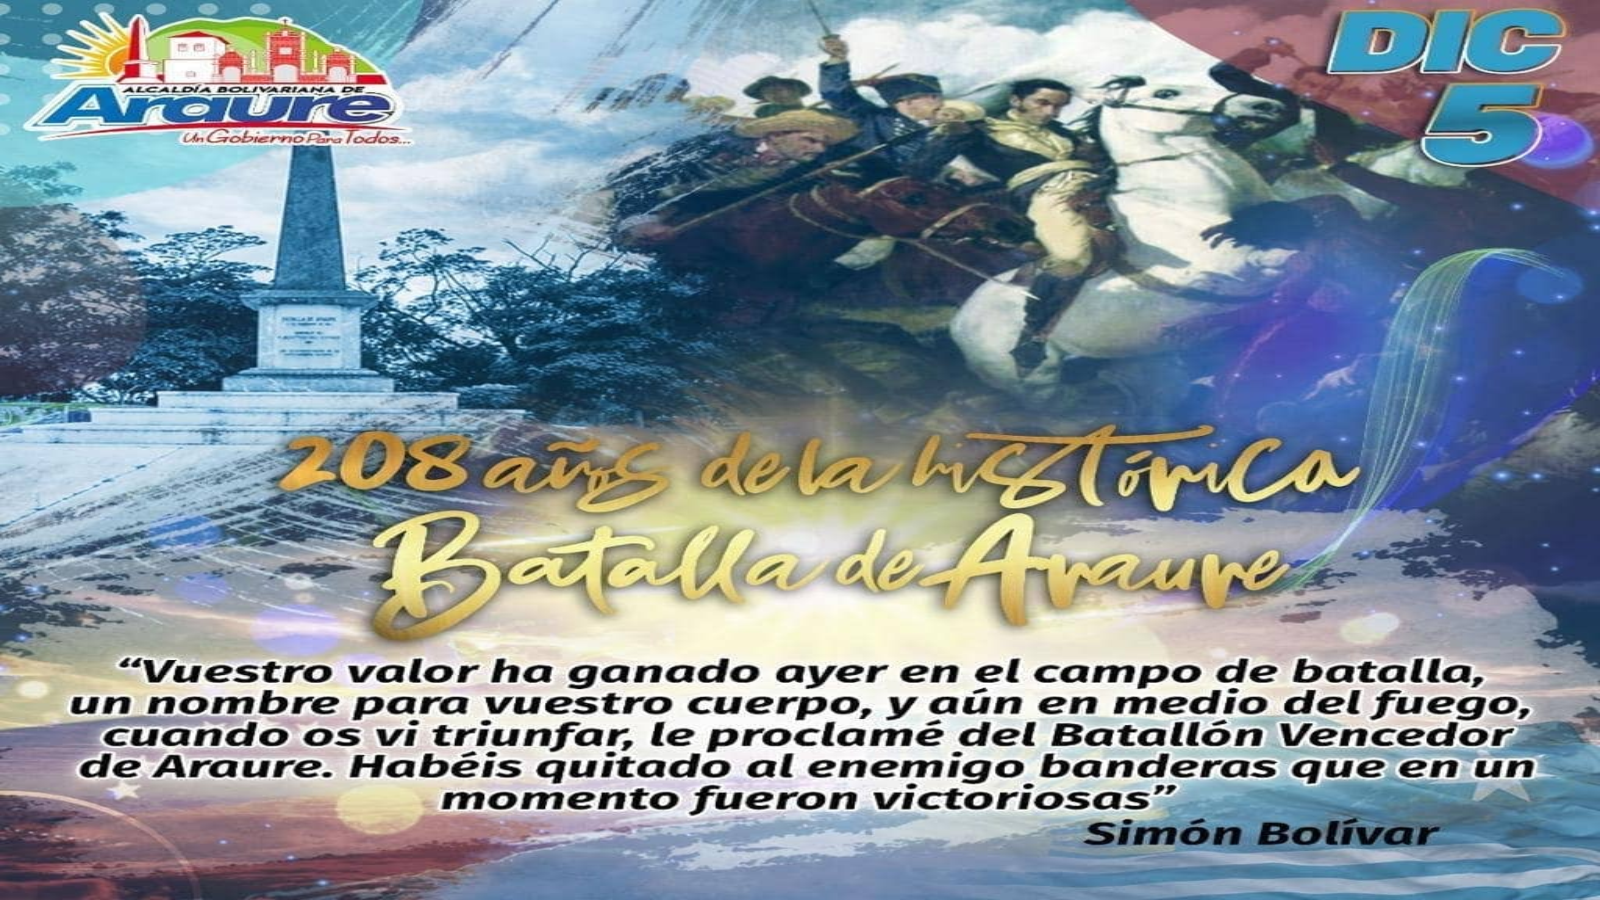 ALCALDÍA BOLIVARIANA DE
Araure
Un Gobierno Para Todos...
DIC
5
BATALLA DE ARAURE
208 años de la histórica
Batalla de Araure
“Vuestro valor ha ganado ayer en el campo de batalla,
un nombre para vuestro cuerpo, y aún en medio del fuego,
cuando os vi triunfar, le proclamé del Batallón Vencedor
de Araure. Habéis quitado al enemigo banderas que en un
momento fueron victoriosas”
Simón Bolívar